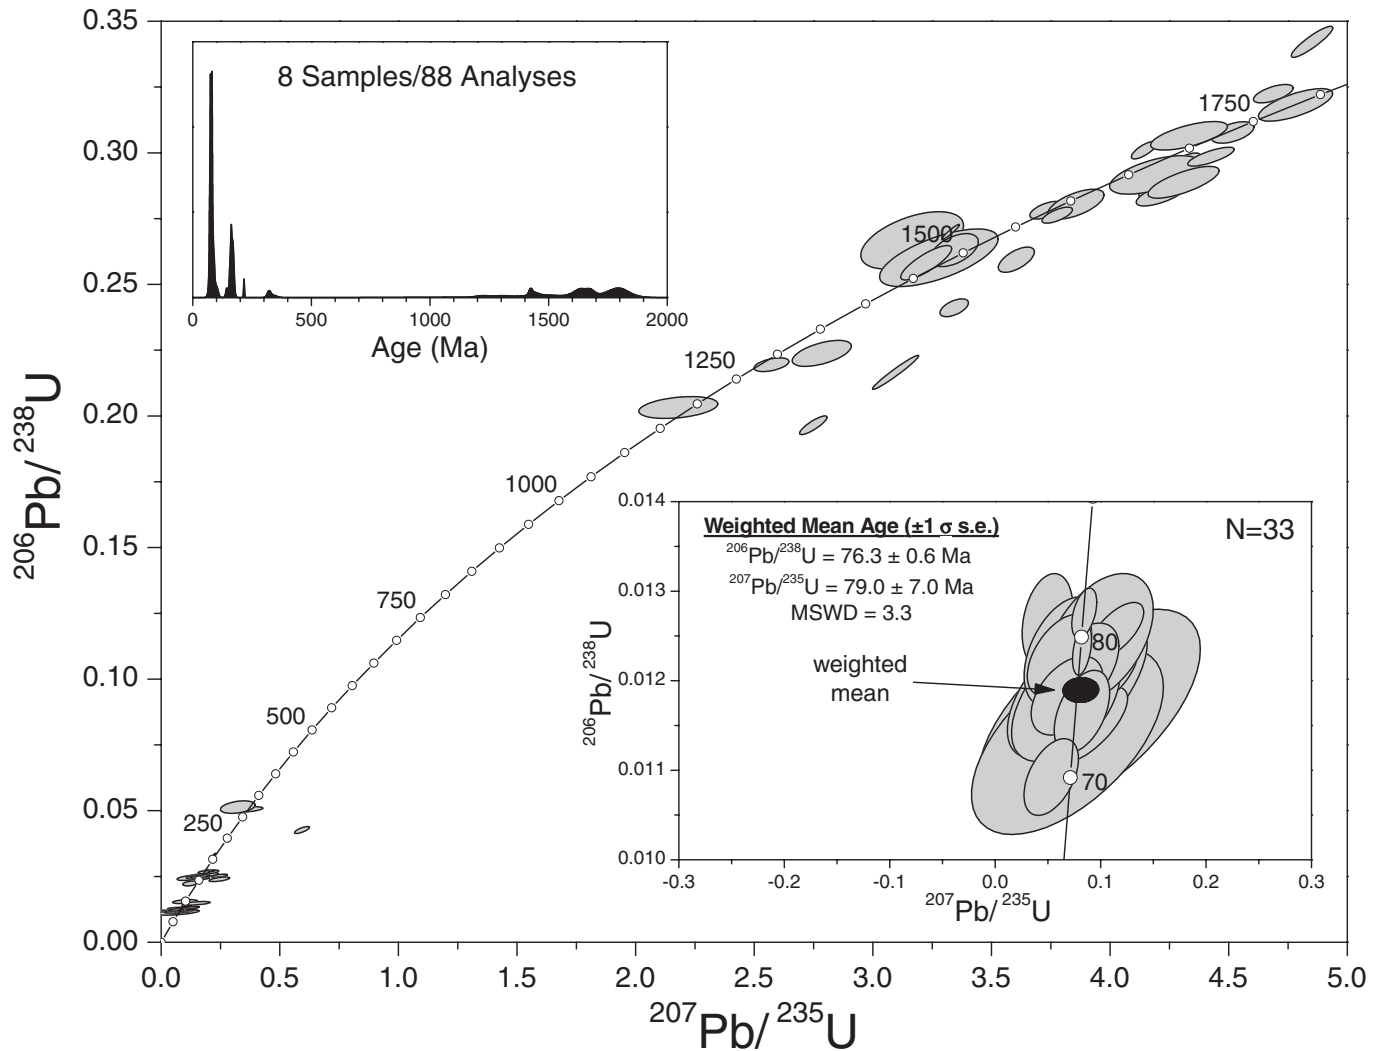 0.35
0.30
0.25
0.20
0.15
0.10
0.05
0.00
206Pb/238U
0.0 0.5 1.0 1.5 2.0 2.5 3.0 3.5 4.0 4.5 5.0
207Pb/235U
8 Samples/88 Analyses
0 500 1000 1500 2000
Age (Ma)
1750
1500
1250
1000
750
500
250
0.014
0.013
0.012
0.011
0.010
206Pb/238U
Weighted Mean Age (±1 σ s.e.)
206Pb/238U = 76.3 ± 0.6 Ma
207Pb/235U = 79.0 ± 7.0 Ma
MSWD = 3.3
N=33
weighted
mean
80
70
-0.3 -0.2 -0.1 0.0 0.1 0.2 0.3
207Pb/235U